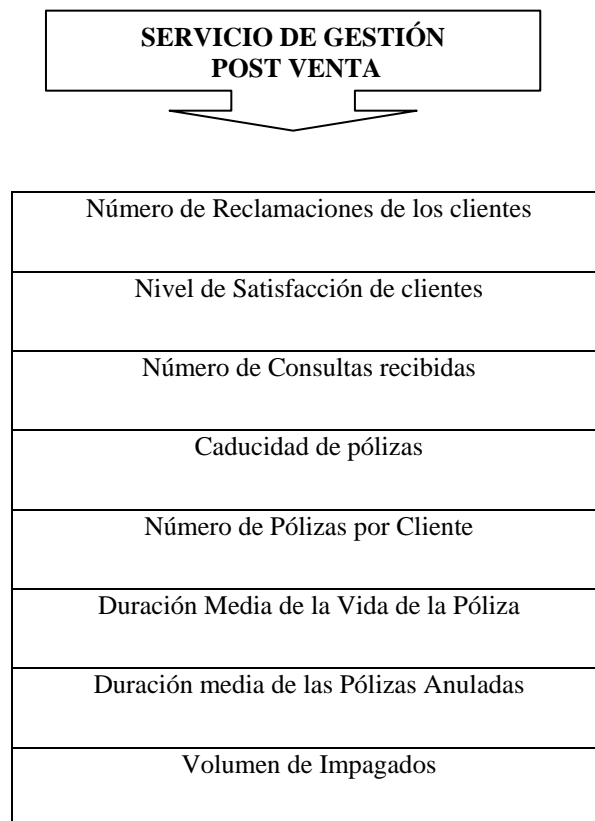 SERVICIO DE GESTIÓN
POST VENTA
Número de Reclamaciones de los clientes
Nivel de Satisfacción de clientes
Número de Consultas recibidas
Caducidad de pólizas
Número de Pólizas por Cliente
Duración Media de la Vida de la Póliza
Duración media de las Pólizas Anuladas
Volumen de Impagados